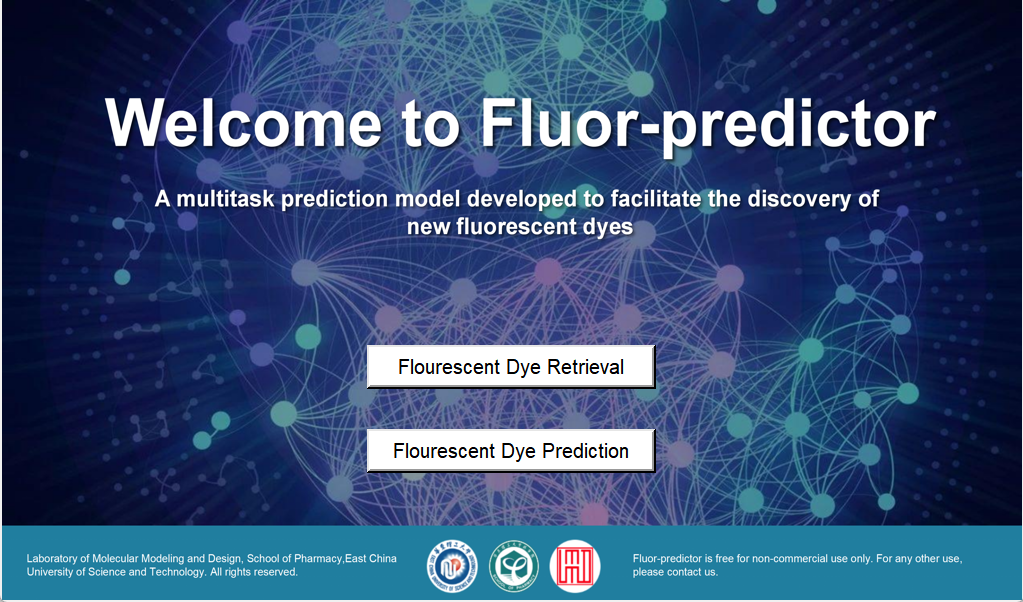 Welcome to Fluor-predictor
A multitask prediction model developed to facilitate the discovery of
new fluorescent dyes
Flourescent Dye Retrieval
Flourescent Dye Prediction
Laboratory of Molecular Modeling and Design, School of Pharmacy,East China
University of Science and Technology. All rights reserved.
Fluor-predictor is free for non-commercial use only. For any other use,
please contact us.